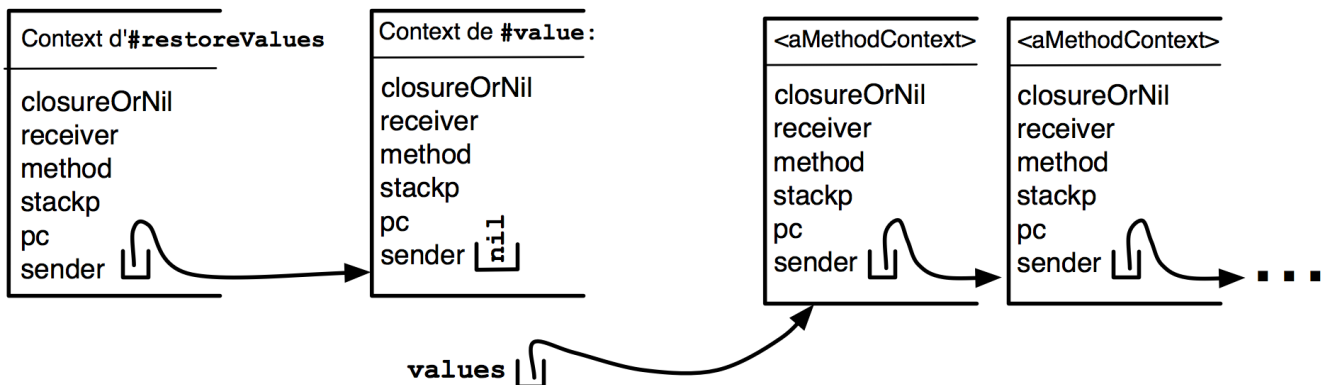 Context d'#restoreValues
closureOrNil
receiver
method
stackp
pc
sender
Context de #value:
closureOrNil
receiver
method
stackp
pc
sender nil
<aMethodContext>
closureOrNil
receiver
method
stackp
pc
sender
<aMethodContext>
closureOrNil
receiver
method
stackp
pc
sender
...
values